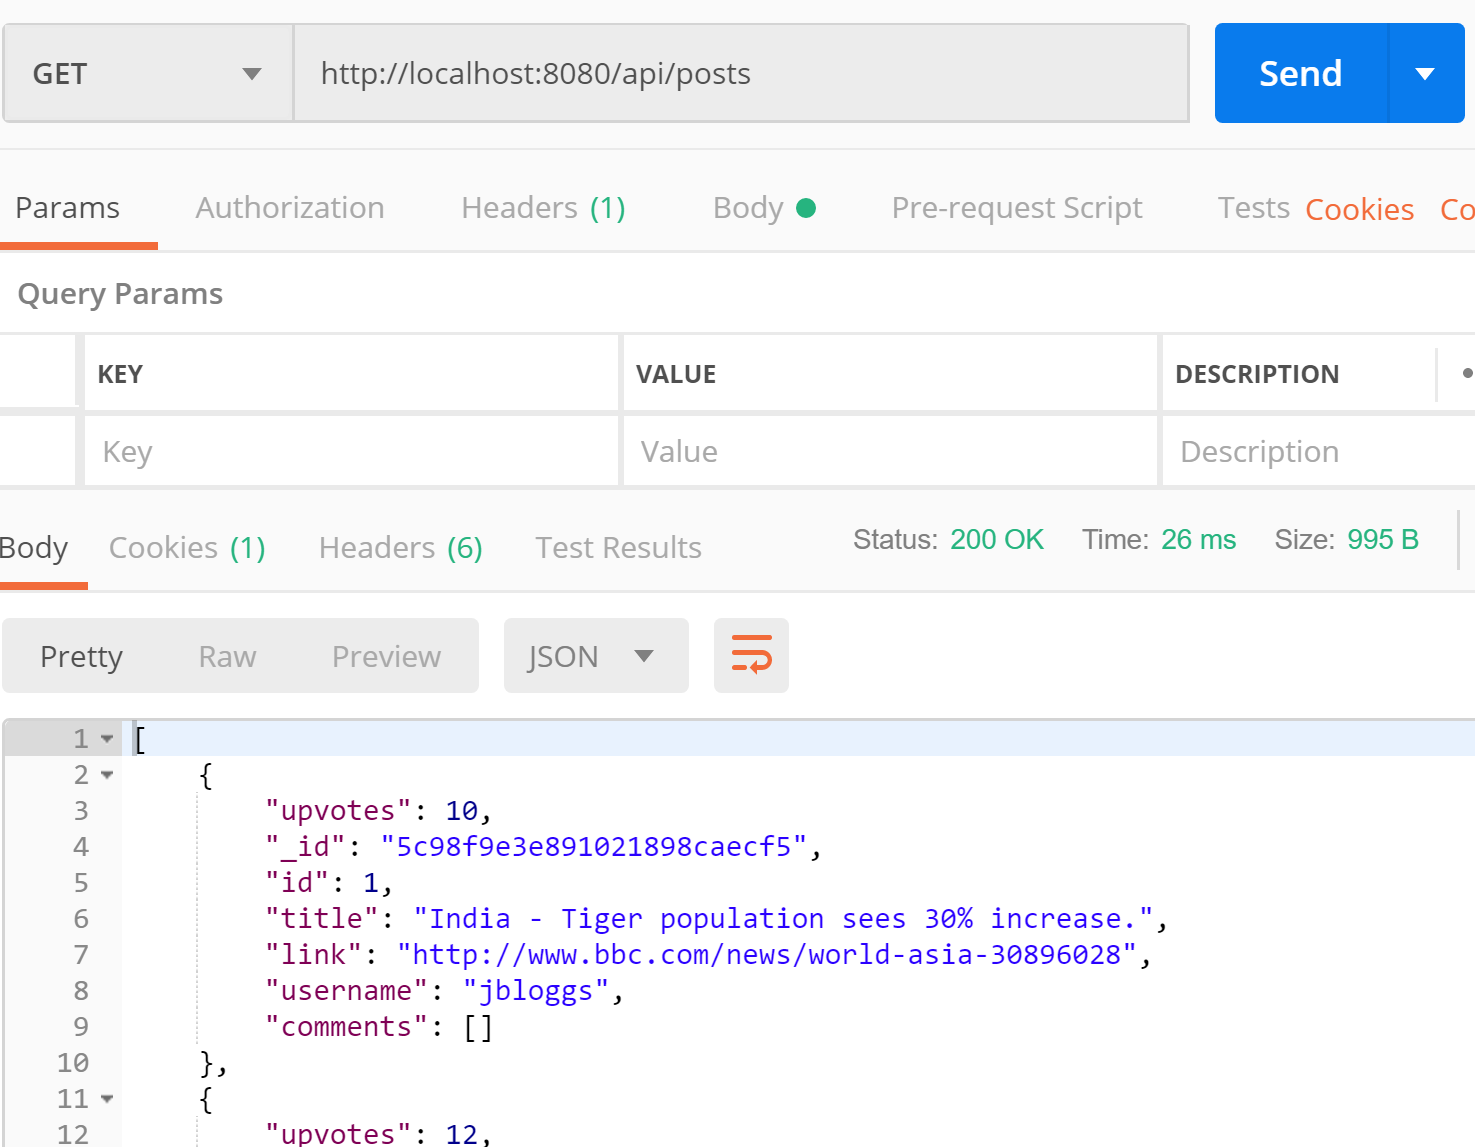 GET http://localhost:8080/api/posts Send
Params Authorization Headers (1) Body Pre-request Script Tests Cookies Co
Query Params
KEY VALUE DESCRIPTION
Key Value Description
Body Cookies (1) Headers (6) Test Results Status: 200 OK Time: 26 ms Size: 995 B
Pretty Raw Preview JSON
1 [
2 {
3 "upvotes": 10,
4 "_id": "5c98f9e3e891021898caecf5",
5 "id": 1,
6 "title": "India - Tiger population sees 30% increase.",
7 "link": "http://www.bbc.com/news/world-asia-30896028",
8 "username": "jbloggs",
9 "comments": []
10 },
11 {
12 "upvotes": 12,